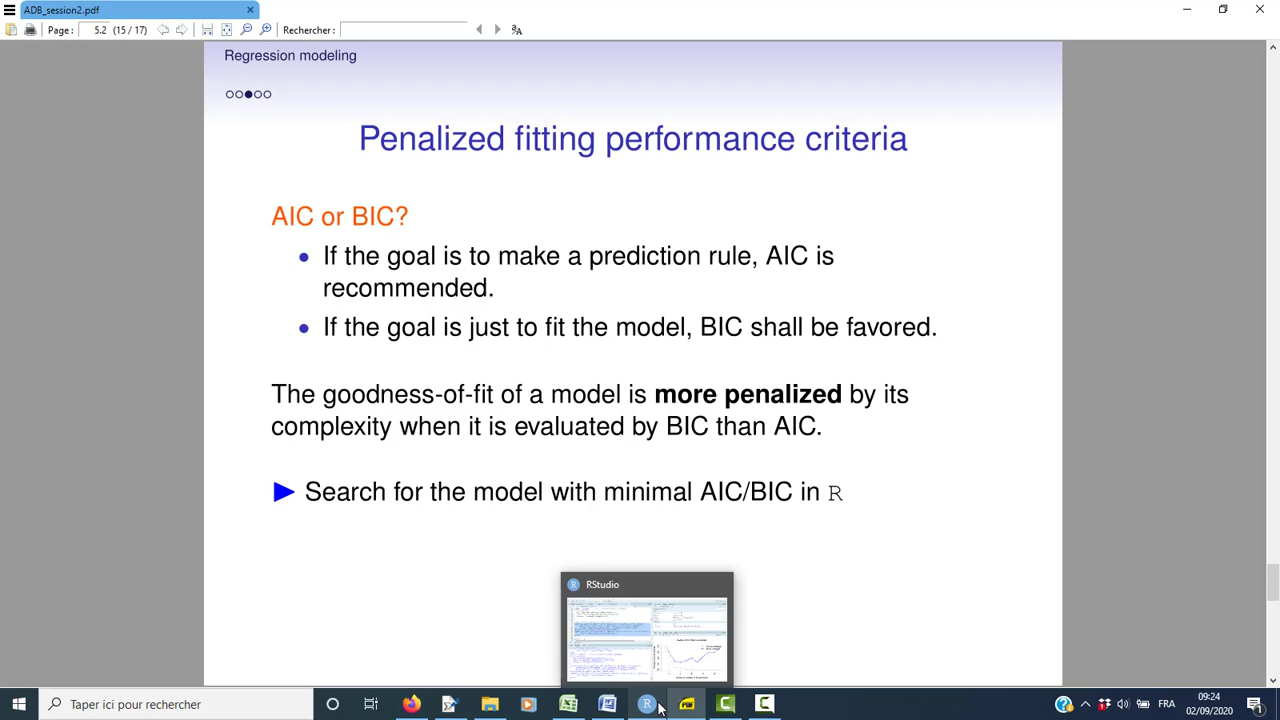 ADB_session2.pdf
Page : 5.2 (15 / 17) Rechercher :
Regression modeling
Penalized fitting performance criteria
AIC or BIC?
If the goal is to make a prediction rule, AIC is
recommended.
If the goal is just to fit the model, BIC shall be favored.
The goodness-of-fit of a model is more penalized by its
complexity when it is evaluated by BIC than AIC.
Search for the model with minimal AIC/BIC in R
RStudio
Taper ici pour rechercher
FRA
09:24
02/09/2020